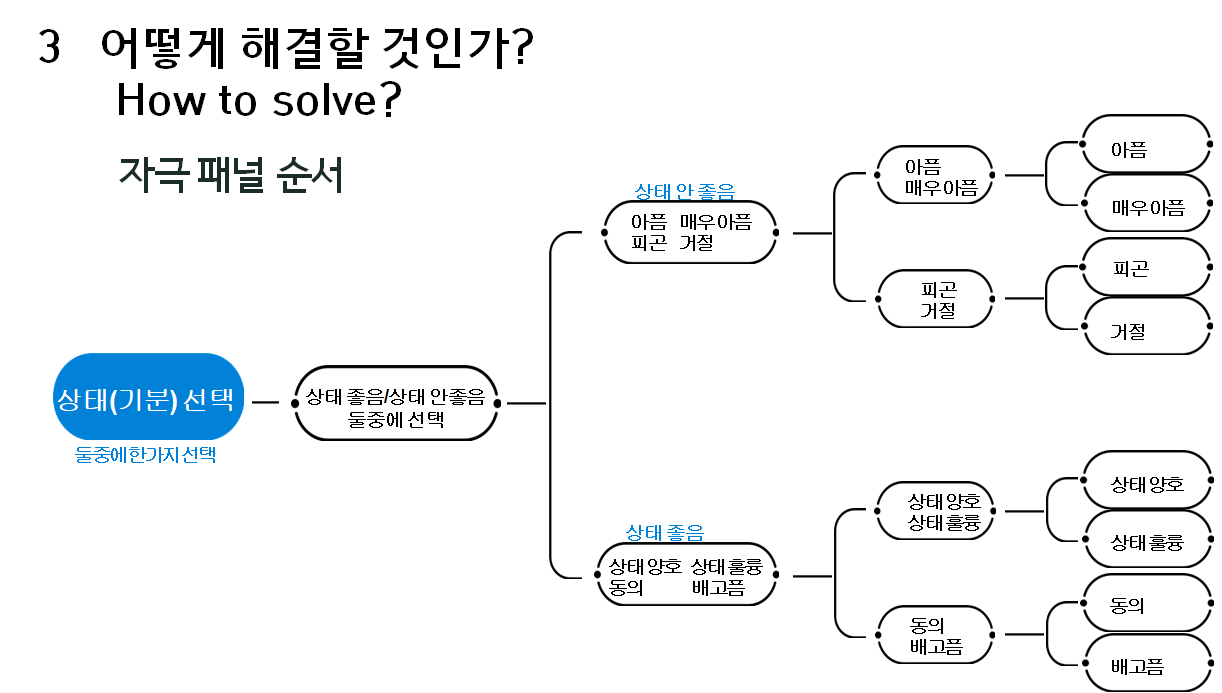 3 어떻게 해결할 것인가?
How to solve?
자극 패널 순서
상태(기분) 선택
둘중에한가지선택
상태 좋음/상태 안좋음
둘중에 선택
상태 안 좋음
아픔 매우아픔
피곤 거절
아픔
매우아픔
아픔
매우아픔
피곤
거절
피곤
거절
상태 좋음
상태양호 상태훌륭
동의 배고픔
상태양호
상태훌륭
상태양호
상태훌륭
동의
배고픔
동의
배고픔